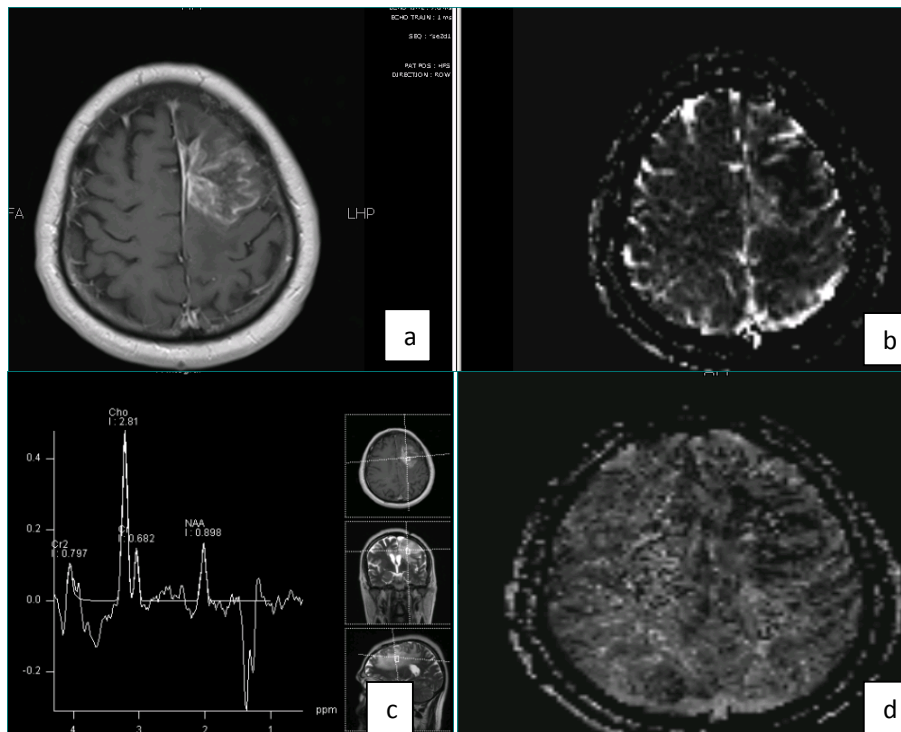 ECHO TRAIN : 1 ms
SEQ : *se2d1
PAT POS : HFS
DIRECTION : ROW
FA
LHP
a
b
Cho
I : 2.81
0.4
0.2
NAA
I : 0.898
I : 0.682
Cr2
I : 0.797
0.0
-0.2
ppm
4
3
2
1
c
d